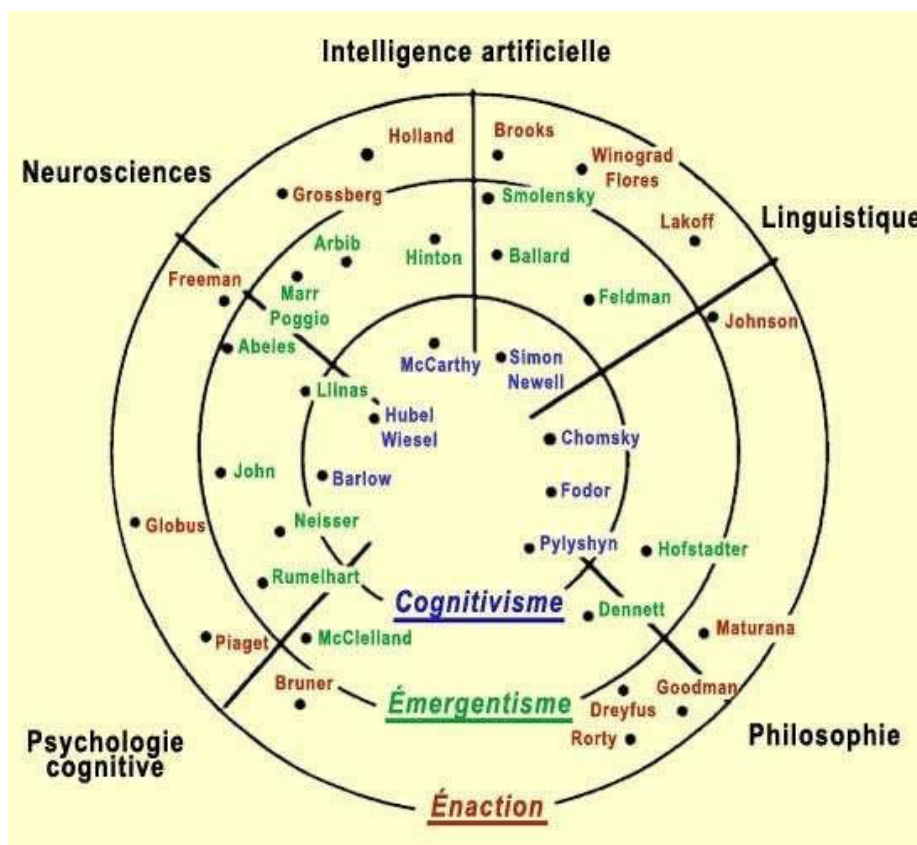 Intelligence artificielle
Holland
Brooks
Winograd
Flores
Neurosciences
Grossberg
Smolensky
Lakoff
Linguistique
Arbib
Hinton
Ballard
Freeman
Marr
Poggio
Feldman
Johnson
Abeles
McCarthy
Simon
Newell
Llinas
Hubel
Wiesel
Chomsky
John
Barlow
Fodor
Globus
Neisser
Pylyshyn
Hofstadter
Rumelhart
Cognitivisme
Dennett
Piaget
McClelland
Maturana
Bruner
Émergentisme
Goodman
Dreyfus
Rorty
Philosophie
Psychologie
cognitive
Énaction